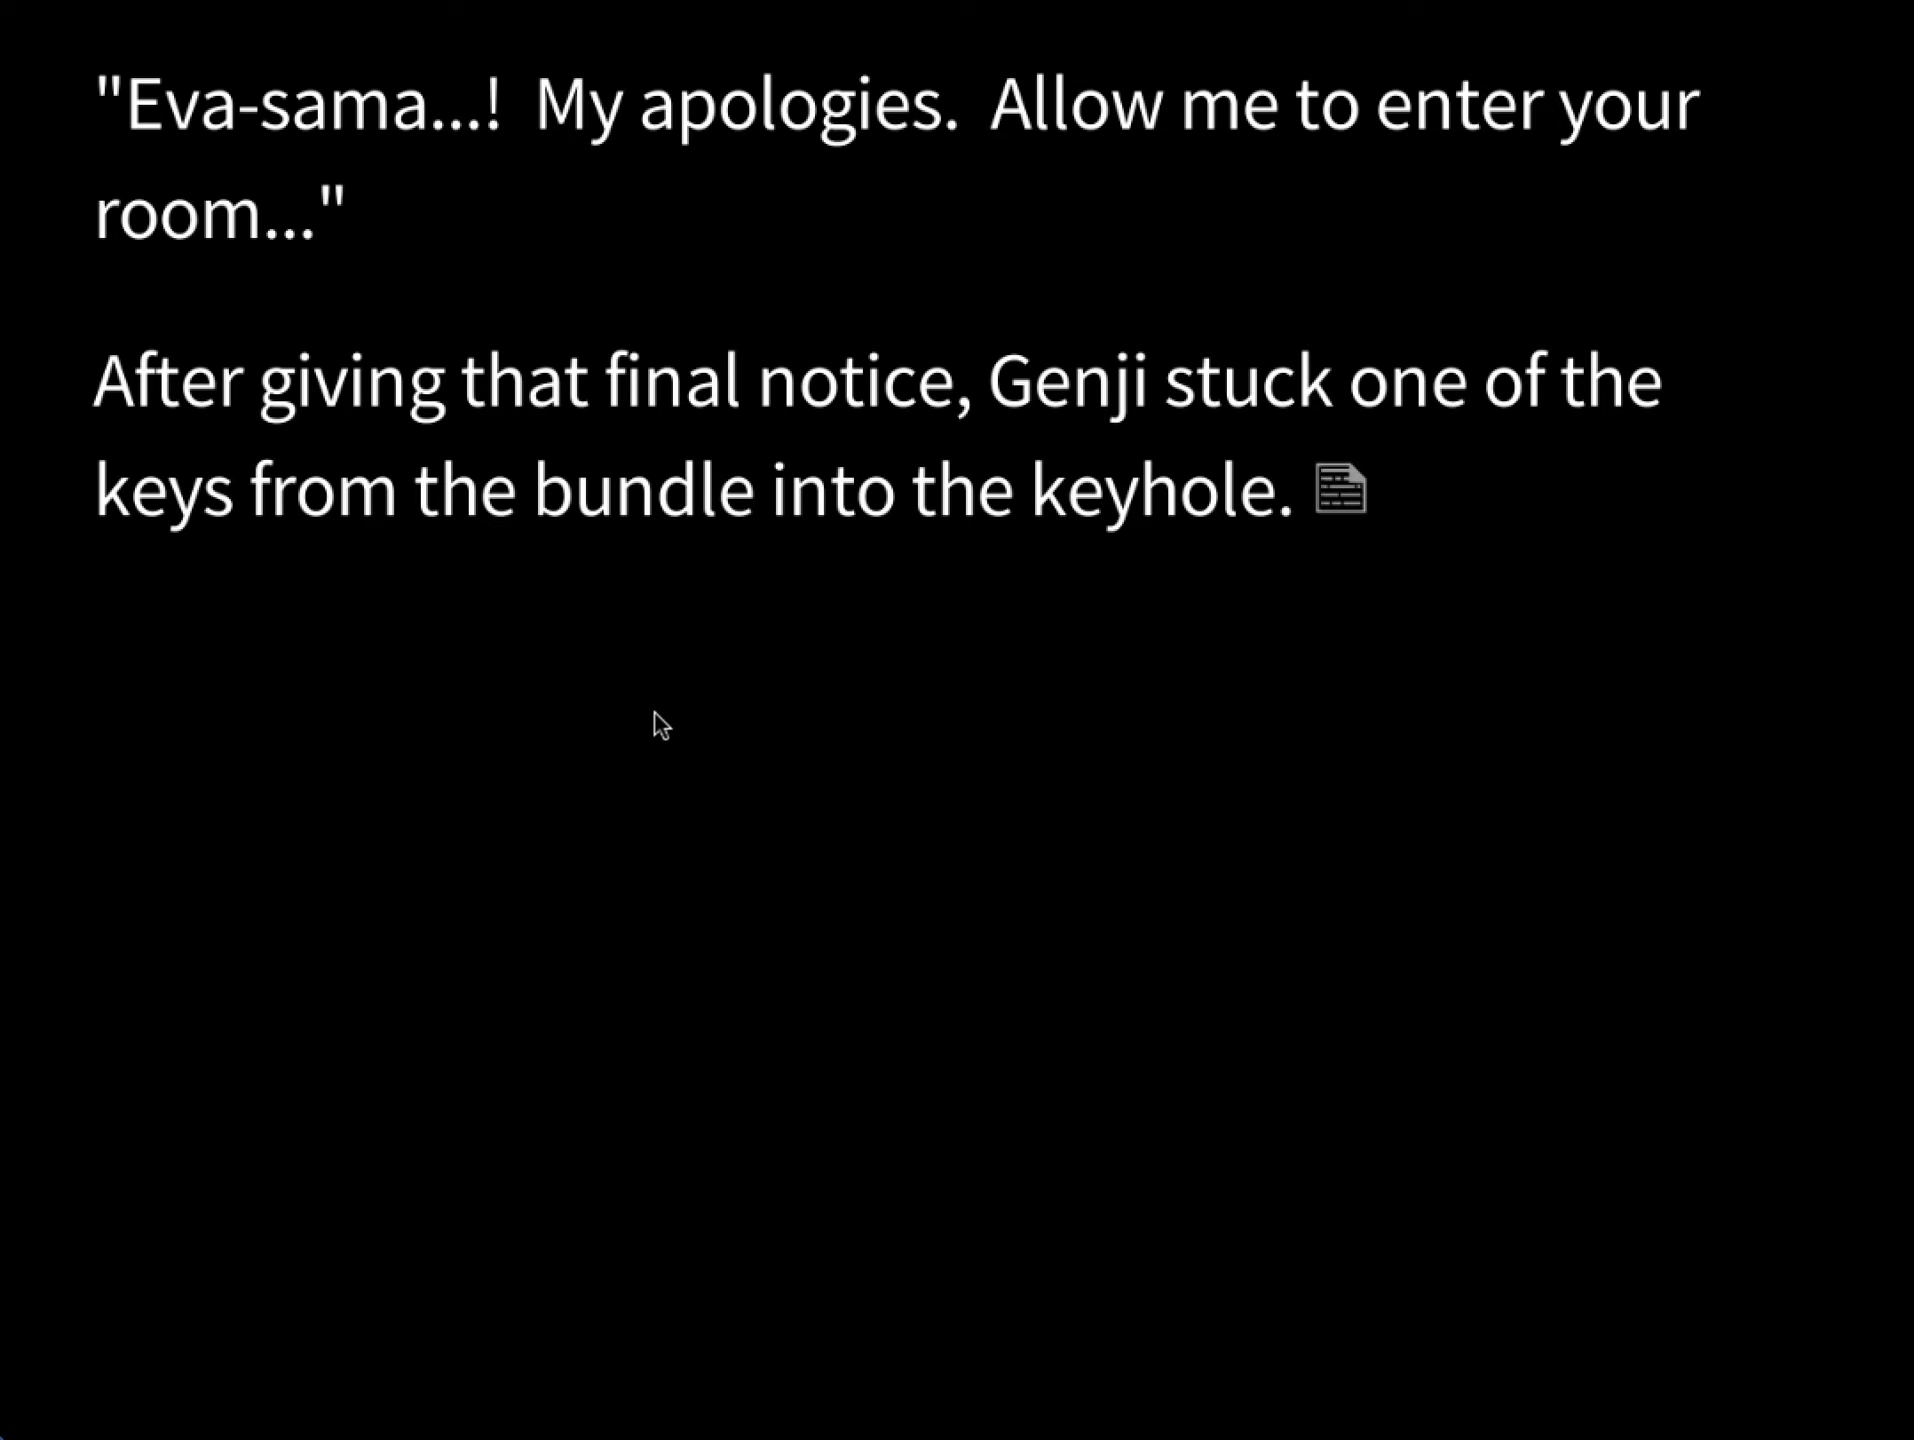 "Eva-sama...!  My apologies.  Allow me to enter your
room..."
After giving that final notice, Genji stuck one of the
keys from the bundle into the keyhole.